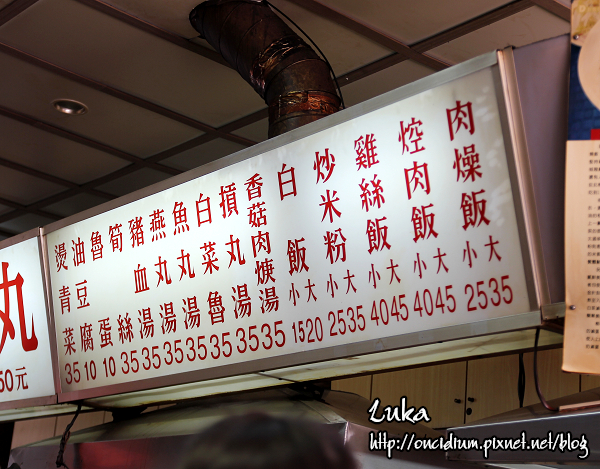 肉燥飯 小大 2535
焢肉飯 小大 4045
雞絲飯 小大 4045
炒米粉 小大 2535
白飯 小大 1520
香菇肉焿湯 35
摃丸湯 35
白菜魯 35
魚丸湯 35
燕丸湯 35
豬血湯 35
筍絲 35
魯蛋 10
油豆腐 10
燙青菜 35
丸
50元
Luka
http://oncidium.pixnet.net/blog